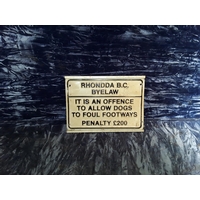 RHONDDA B.C.
BYELAW
IT IS AN OFFENCE
TO ALLOW DOGS
TO FOUL FOOTWAYS
PENALTY £200